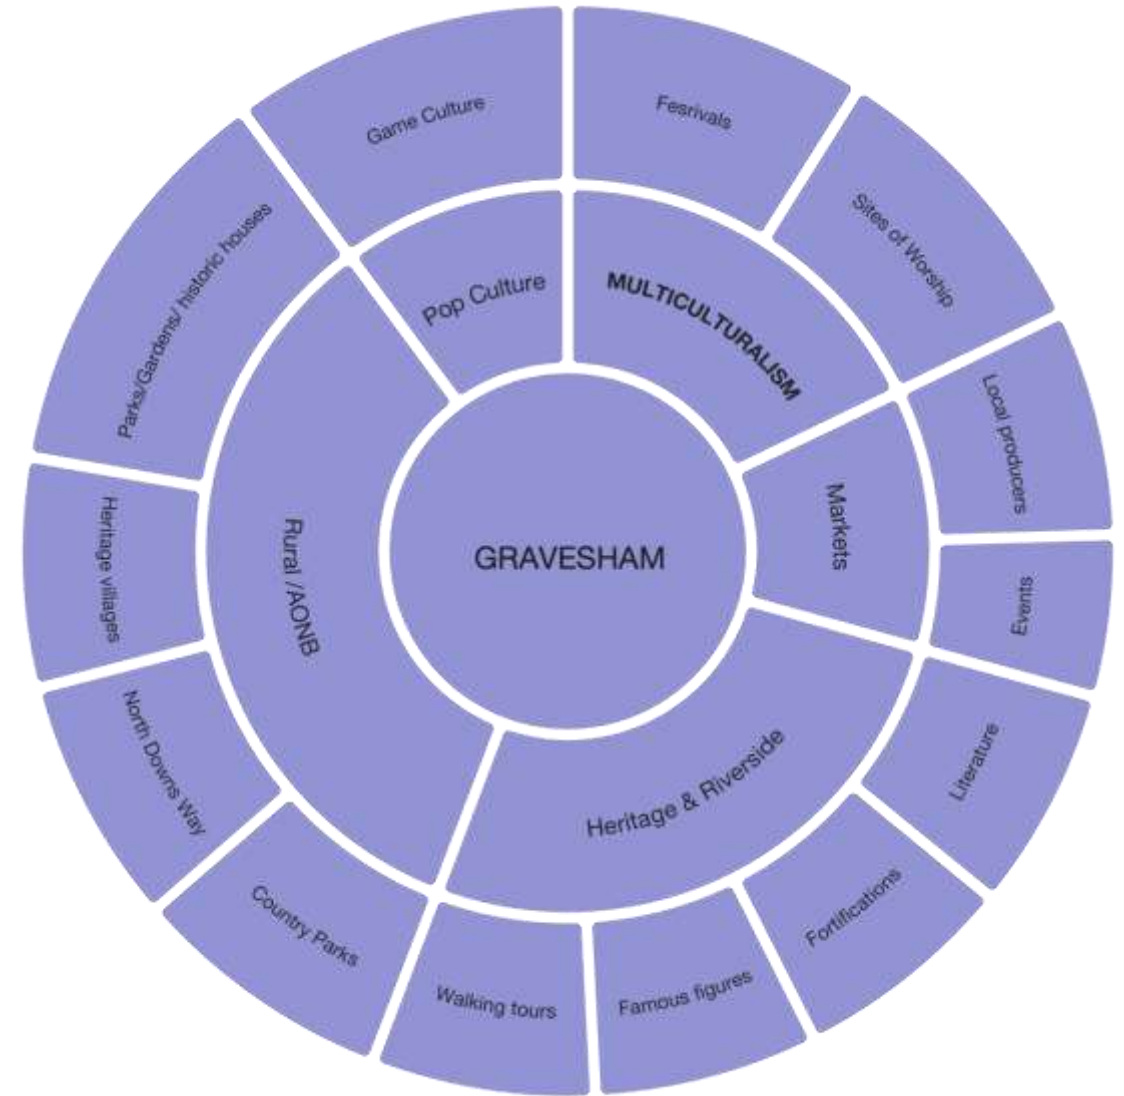 GRAVESHAM
MULTICULTURALISM
Markets
Heritage & Riverside
Rural /AONB
Pop Culture
Fesrivals
Sites of Worship
Local producers
Events
Literature
Fortifications
Famous figures
Walking tours
Country Parks
North Downs Way
Heritage villages
Parks/Gardens/ historic houses
Game Culture